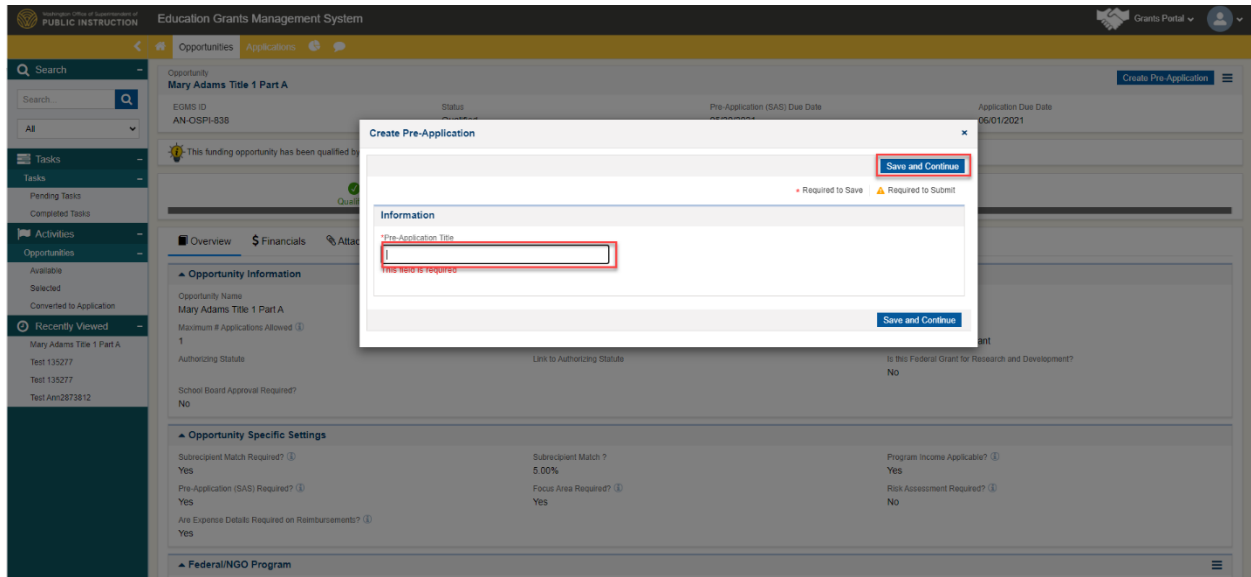 Washington Office of Superintendent of
PUBLIC INSTRUCTION
Education Grants Management System
Grants Portal
Opportunities
Applications
Search
Search...
All
Tasks
Tasks
Pending Tasks
Completed Tasks
Activities
Opportunities
Available
Selected
Converted to Application
Recently Viewed
Mary Adams Title 1 Part A
Test 135277
Test 135277
Test Ann2873812
Opportunity
Mary Adams Title 1 Part A
Create Pre-Application
EGMS ID
AN-OSPI-838
Status
Qualified
Pre-Application (SAS) Due Date
Application Due Date
06/01/2021
This funding opportunity has been qualified by
Create Pre-Application
×
Save and Continue
* Required to Save
Required to Submit
Information
*Pre-Application Title
This field is required
Save and Continue
Overview
$ Financials
Opportunity Information
Opportunity Name
Mary Adams Title 1 Part A
Maximum # Applications Allowed
1
Authorizing Statute
Link to Authorizing Statute
Is this Federal Grant for Research and Development?
No
School Board Approval Required?
No
Opportunity Specific Settings
Subrecipient Match Required?
Yes
Subrecipient Match ?
5.00%
Program Income Applicable?
Yes
Pre-Application (SAS) Required?
Yes
Focus Area Required?
Yes
Risk Assessment Required?
No
Are Expense Details Required on Reimbursements?
Yes
Federal/NGO Program